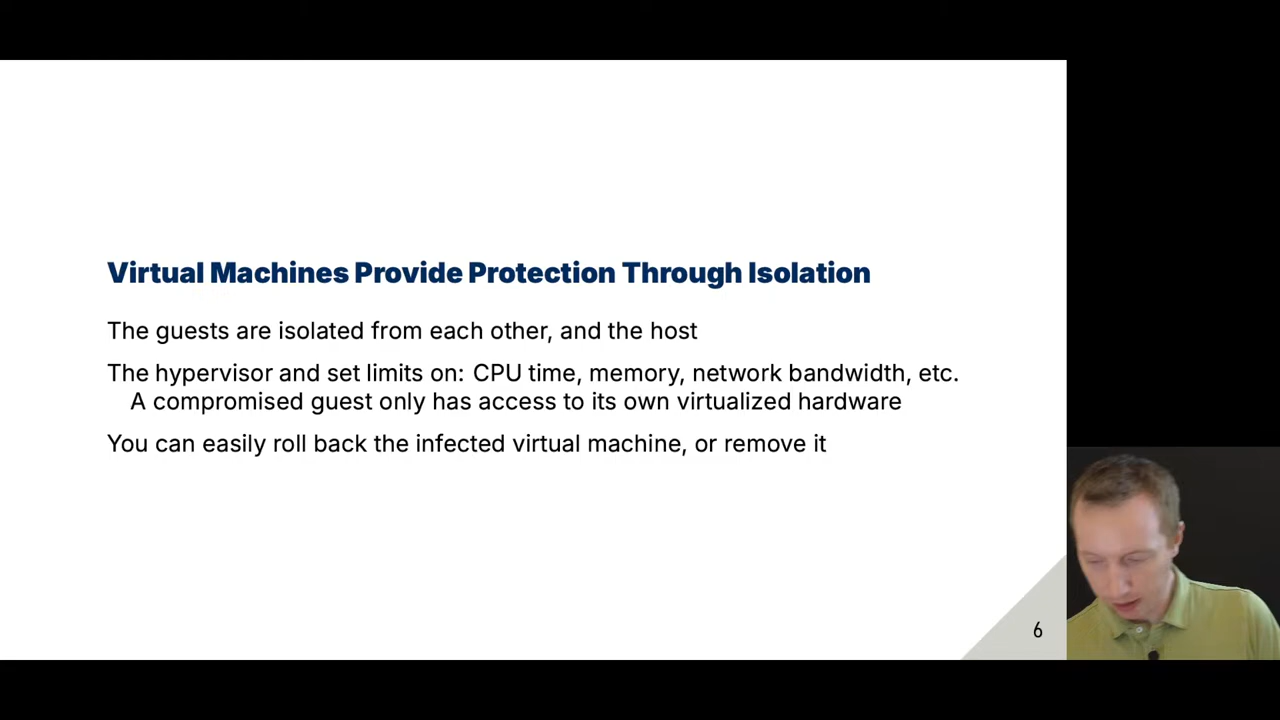 Virtual Machines Provide Protection Through Isolation
The guests are isolated from each other, and the host
The hypervisor and set limits on: CPU time, memory, network bandwidth, etc.
A compromised guest only has access to its own virtualized hardware
You can easily roll back the infected virtual machine, or remove it
6